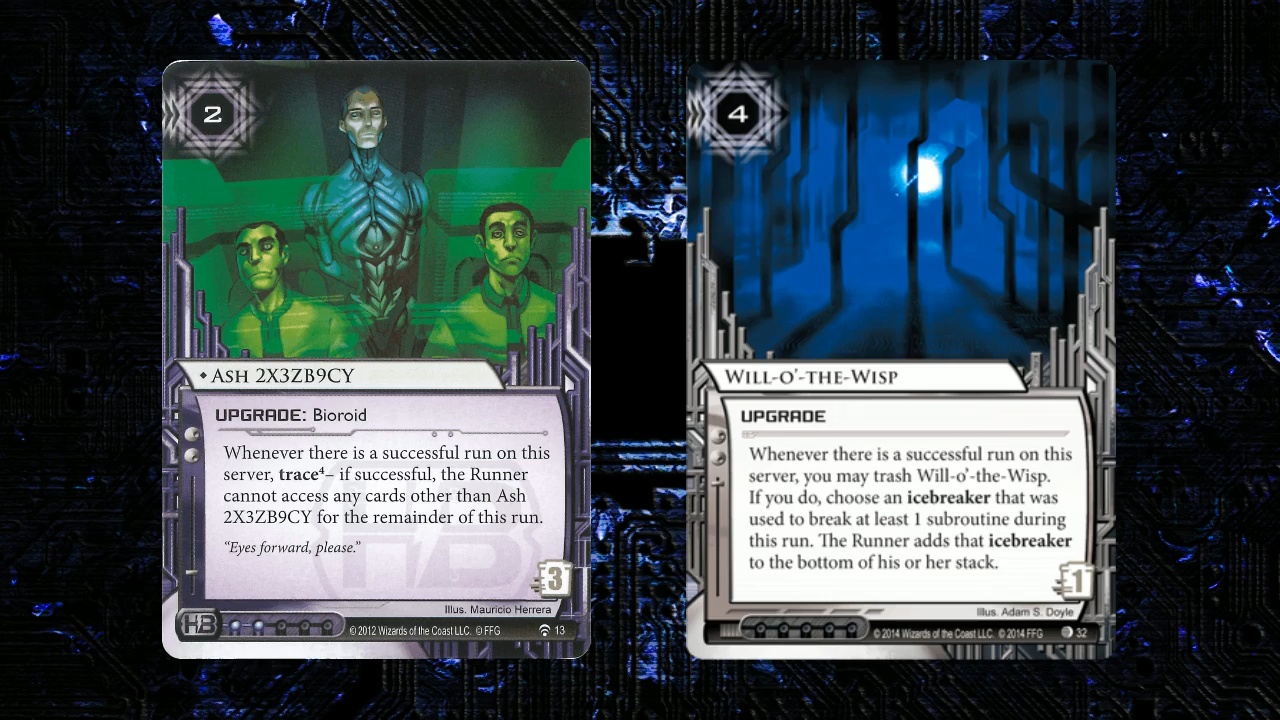 2
◆ Ash 2X3ZB9CY
UPGRADE: Bioroid
Whenever there is a successful run on this
server, trace⁴– if successful, the Runner
cannot access any cards other than Ash
2X3ZB9CY for the remainder of this run.
“Eyes forward, please.”
3
Illus. Mauricio Herrera
HB
© 2012 Wizards of the Coast LLC. © FFG
13
4
Will-o’-the-Wisp
UPGRADE
Whenever there is a successful run on this
server, you may trash Will-o’-the-Wisp.
If you do, choose an icebreaker that was
used to break at least 1 subroutine during
this run. The Runner adds that icebreaker
to the bottom of his or her stack.
1
Illus. Adam S. Doyle
© 2014 Wizards of the Coast LLC. © 2014 FFG
32